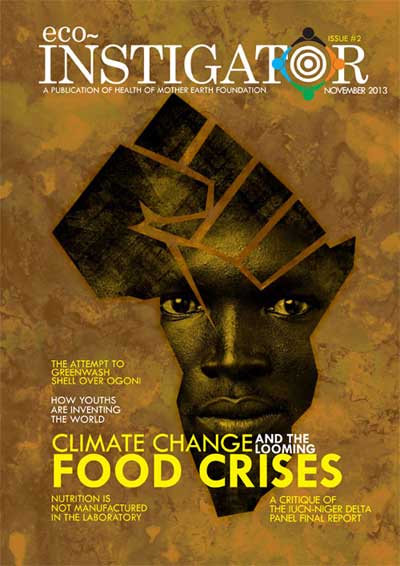 eco~
ISSUE #2
INSTIGATOR
A PUBLICATION OF HEALTH OF MOTHER EARTH FOUNDATION
NOVEMBER 2013
THE ATTEMPT TO
GREENWASH
SHELL OVER OGONI
HOW YOUTHS
ARE INVENTING
THE WORLD
CLIMATE CHANGE AND THE
LOOMING
FOOD CRISES
NUTRITION IS
NOT MANUFACTURED
IN THE LABORATORY
A CRITIQUE OF
THE IUCN-NIGER DELTA
PANEL FINAL REPORT